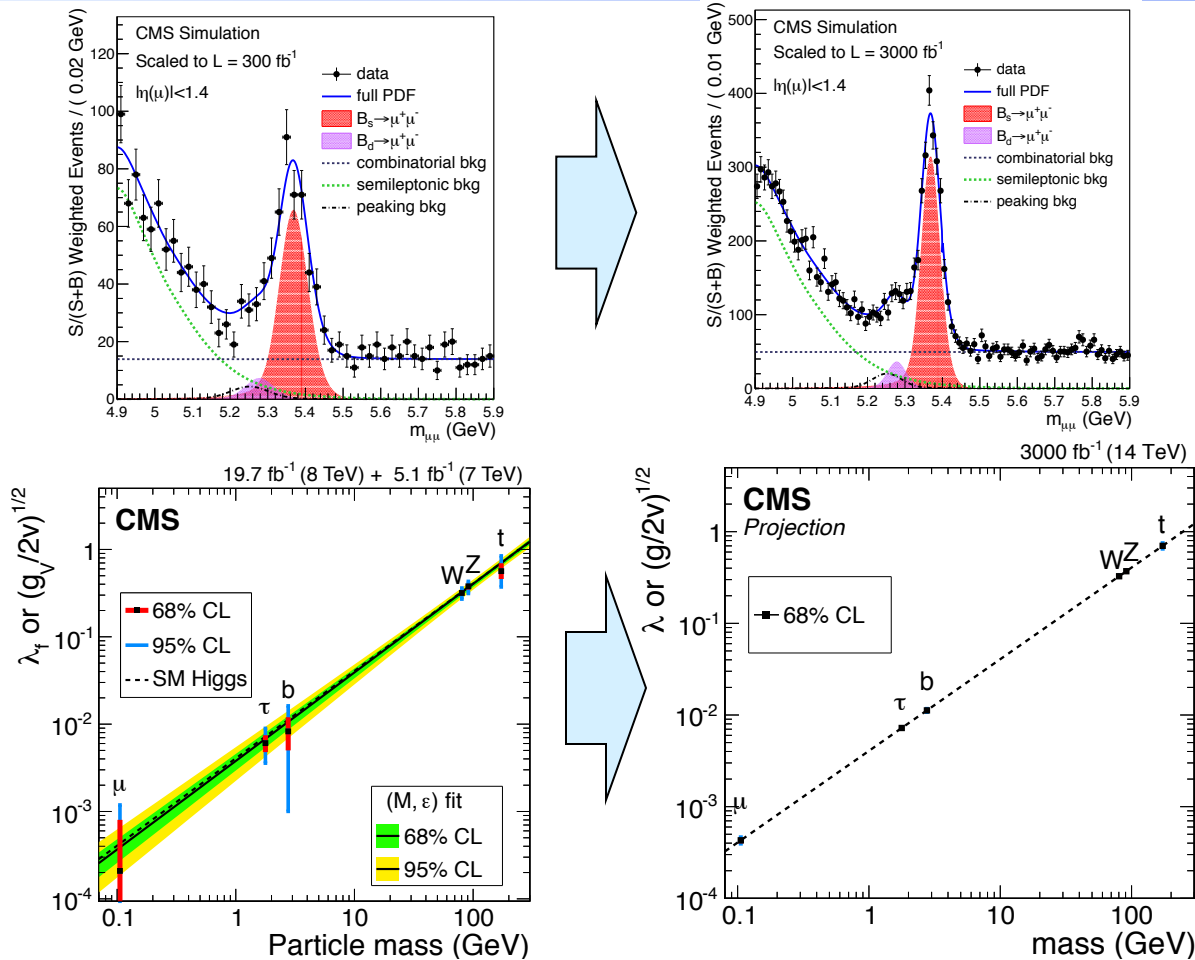 CMS Simulation
Scaled to L = 300 fb⁻¹
|η(μ)|<1.4
data
full PDF
Bₛ→μ⁺μ⁻
B_d→μ⁺μ⁻
combinatorial bkg
semileptonic bkg
peaking bkg
S/(S+B) Weighted Events / ( 0.02 GeV)
120
100
80
60
40
20
0
4.9 5 5.1 5.2 5.3 5.4 5.5 5.6 5.7 5.8 5.9
m_μμ (GeV)
CMS Simulation
Scaled to L = 3000 fb⁻¹
|η(μ)|<1.4
data
full PDF
Bₛ→μ⁺μ⁻
B_d→μ⁺μ⁻
combinatorial bkg
semileptonic bkg
peaking bkg
S/(S+B) Weighted Events / ( 0.01 GeV)
500
400
300
200
100
0
4.9 5 5.1 5.2 5.3 5.4 5.5 5.6 5.7 5.8 5.9
m_μμ (GeV)
19.7 fb⁻¹ (8 TeV) + 5.1 fb⁻¹ (7 TeV)
CMS
λ_f or (g_V/2v)^1/2
1
10⁻¹
10⁻²
10⁻³
10⁻⁴
68% CL
95% CL
SM Higgs
μ
τ
b
W
Z
t
(M, ε) fit
68% CL
95% CL
0.1 1 10 100
Particle mass (GeV)
3000 fb⁻¹ (14 TeV)
CMS
Projection
λ or (g/2v)^1/2
1
10⁻¹
10⁻²
10⁻³
10⁻⁴
68% CL
μ
τ
b
W
Z
t
0.1 1 10 100
mass (GeV)